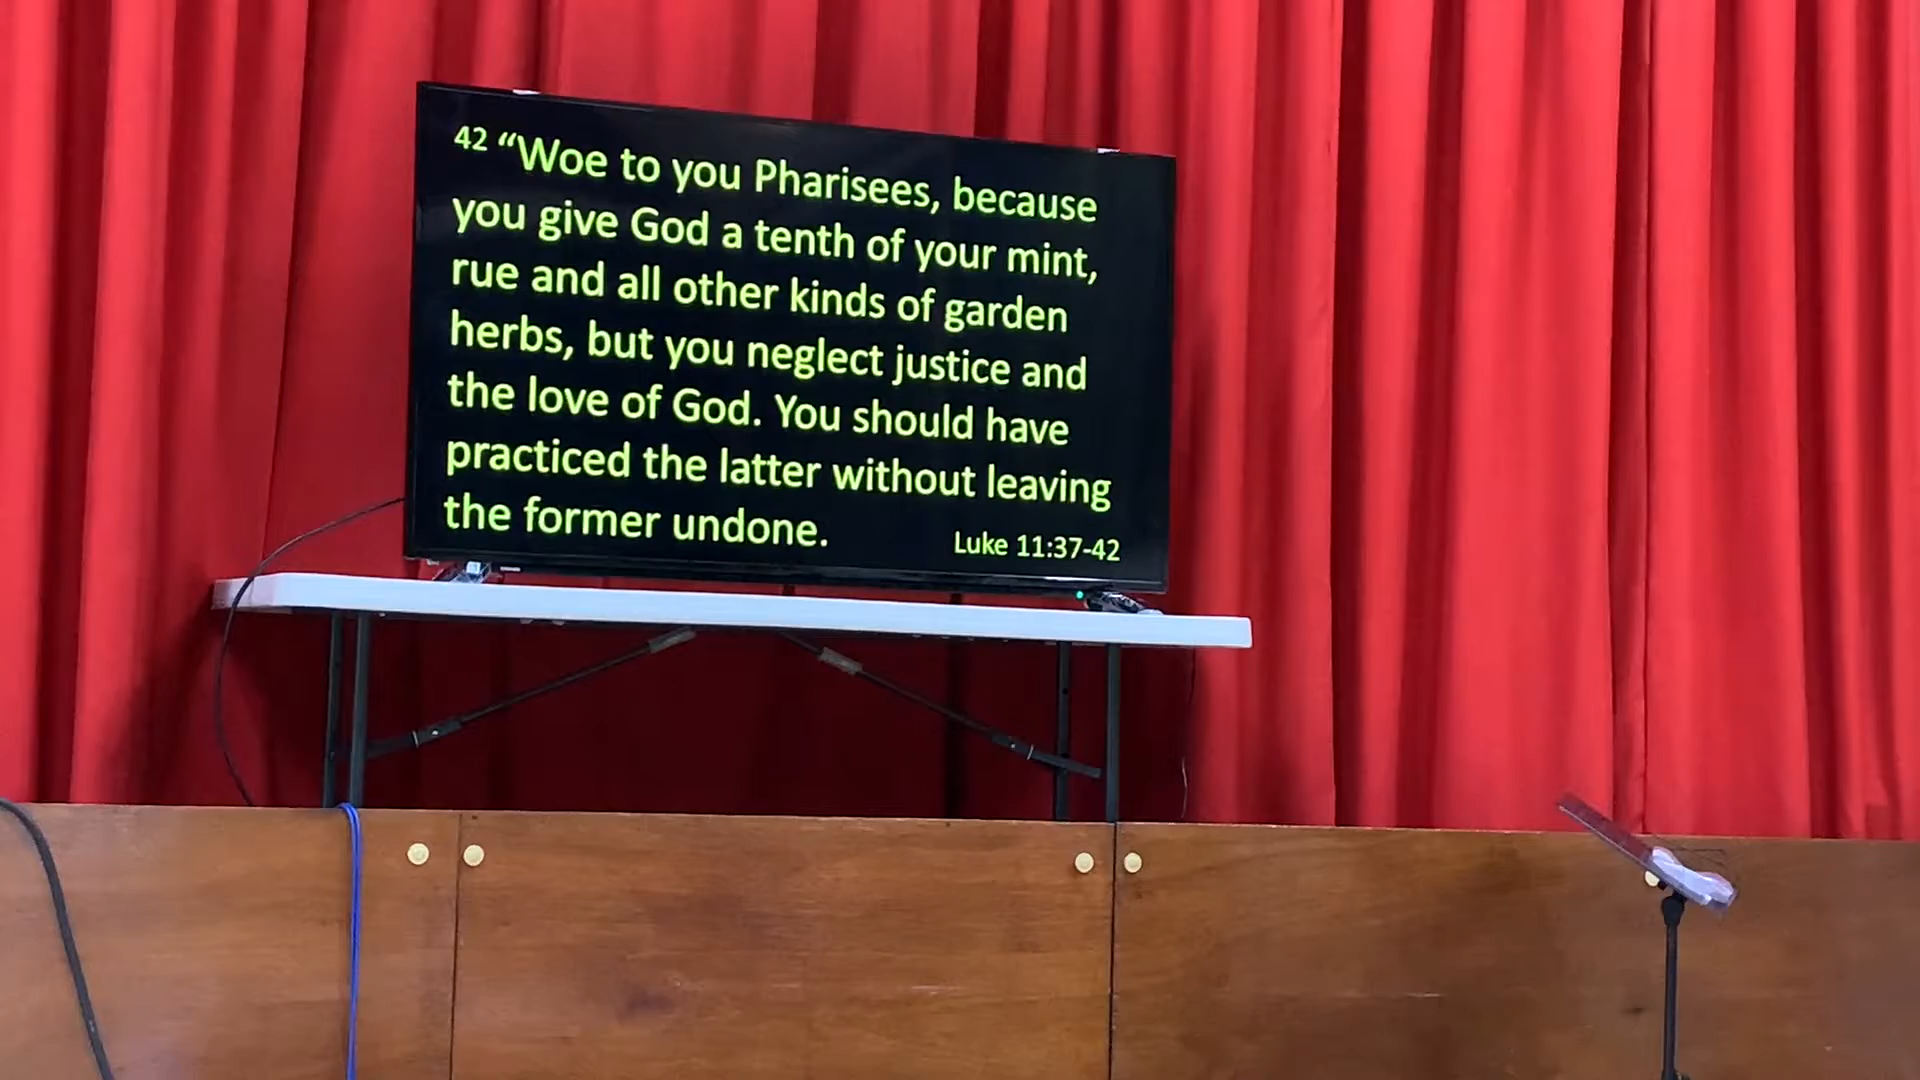 42 “Woe to you Pharisees, because
you give God a tenth of your mint,
rue and all other kinds of garden
herbs, but you neglect justice and
the love of God. You should have
practiced the latter without leaving
the former undone.
Luke 11:37-42